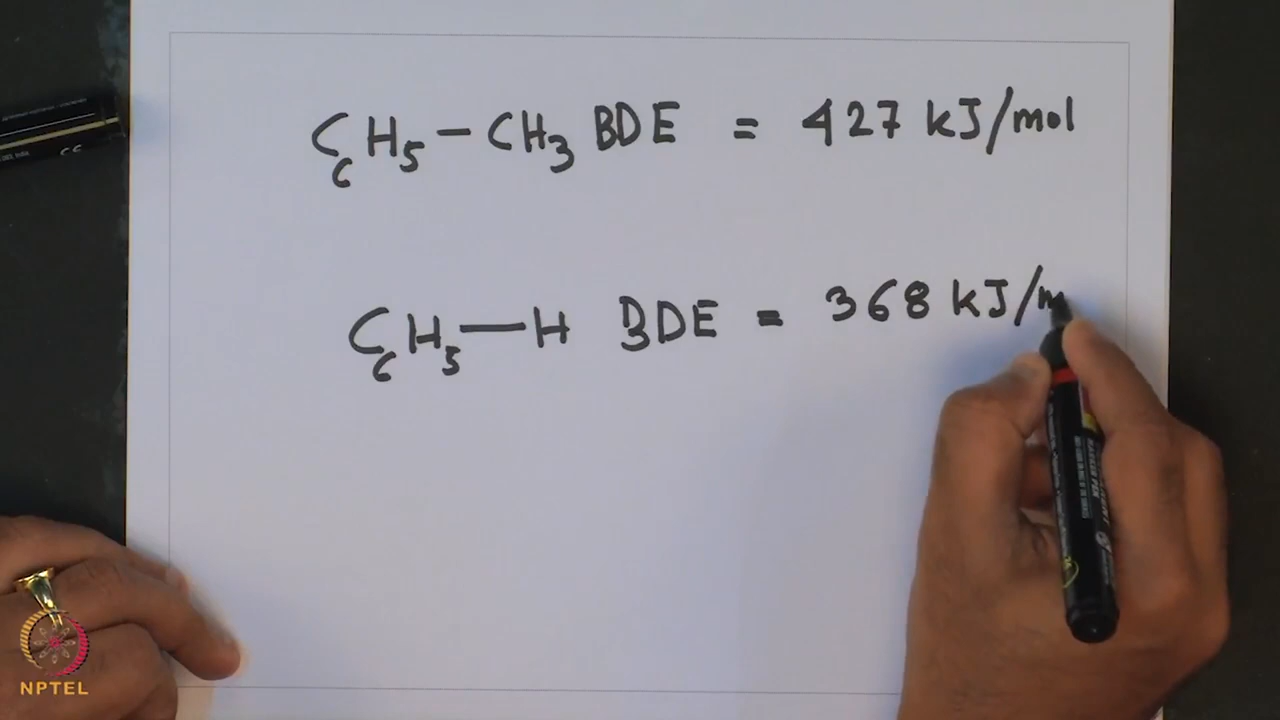 C6H5-CH3 BDE = 427 kJ/mol
C6H5-H BDE = 368 kJ/m
NPTEL